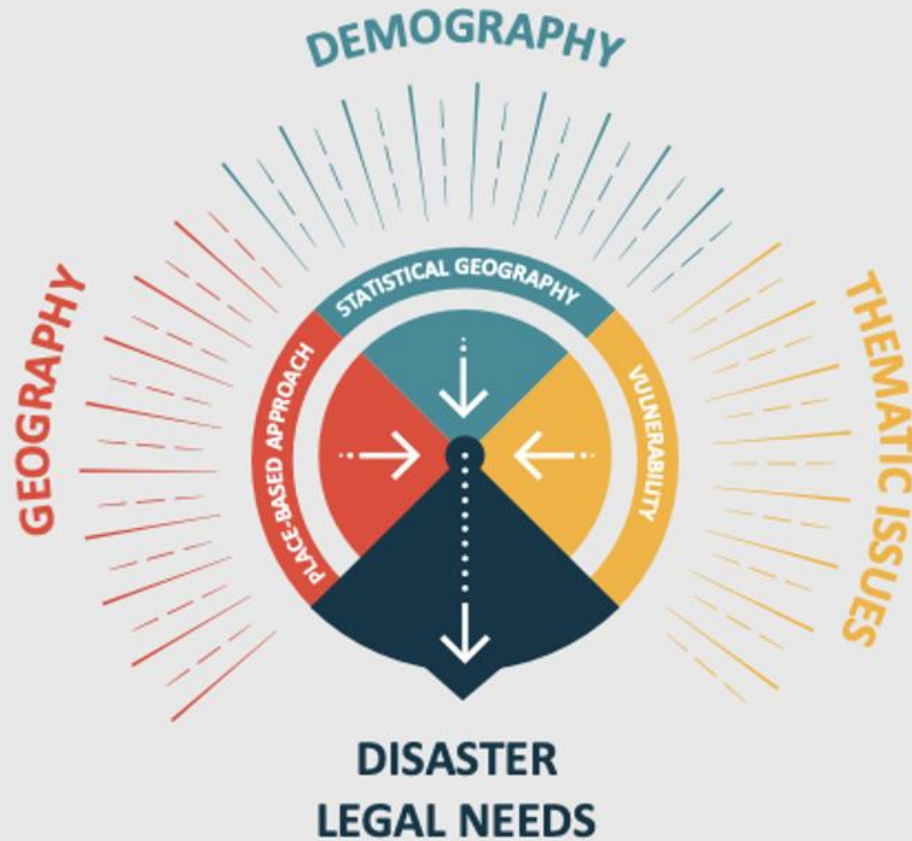 DEMOGRAPHY
GEOGRAPHY
THEMATIC ISSUES
STATISTICAL GEOGRAPHY
PLACE-BASED APPROACH
VULNERABILITY
DISASTER
LEGAL NEEDS